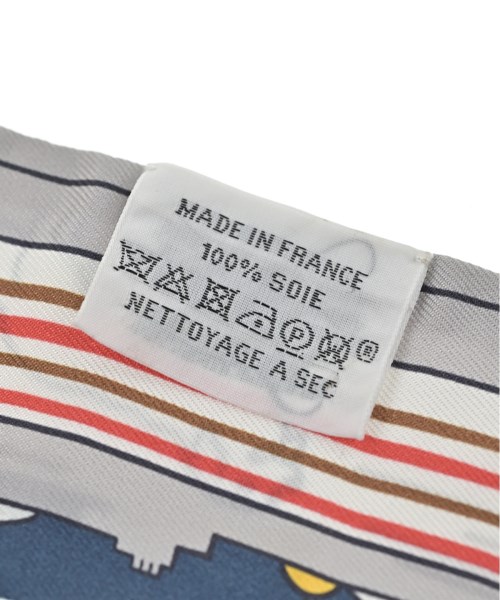 MADE IN FRANCE
100% SOIE
®
NETTOYAGE À SEC